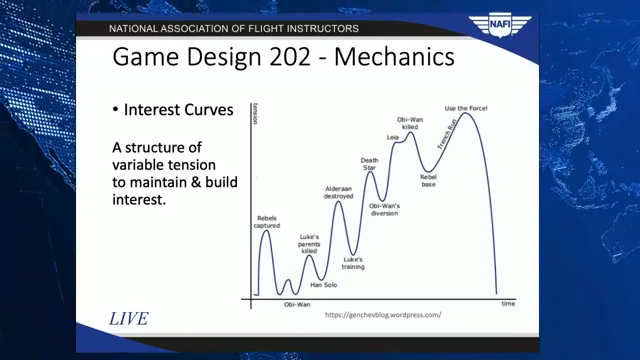 NATIONAL ASSOCIATION OF FLIGHT INSTRUCTORS
NAFI
Game Design 202 - Mechanics
• Interest Curves
A structure of
variable tension
to maintain & build
interest.
tension
Rebels
captured
Obi-Wan
Luke's
parents
killed
Han Solo
Alderaan
destroyed
Luke's
training
Death
Star
Obi-Wan's
diversion
Leia
Obi-Wan
killed
Rebel
base
Trench Run
Use the Force!
time
https://genchevblog.wordpress.com/
LIVE